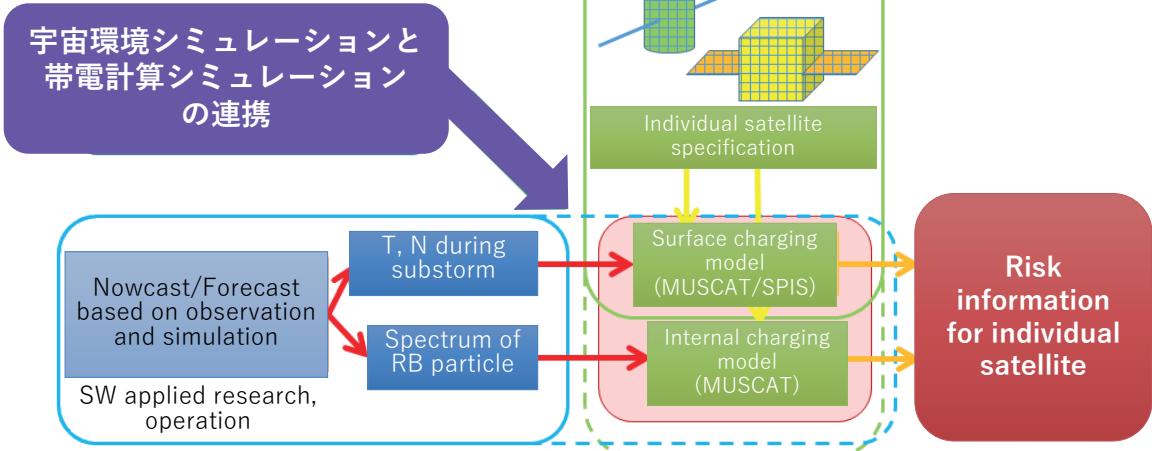 宇宙環境シミュレーションと
帯電計算シミュレーション
の連携
Individual satellite
specification
T, N during
substorm
Surface charging
model
(MUSCAT/SPIS)
Nowcast/Forecast
based on observation
and simulation
Spectrum of
RB particle
Internal charging
model
(MUSCAT)
SW applied research,
operation
Risk
information
for individual
satellite